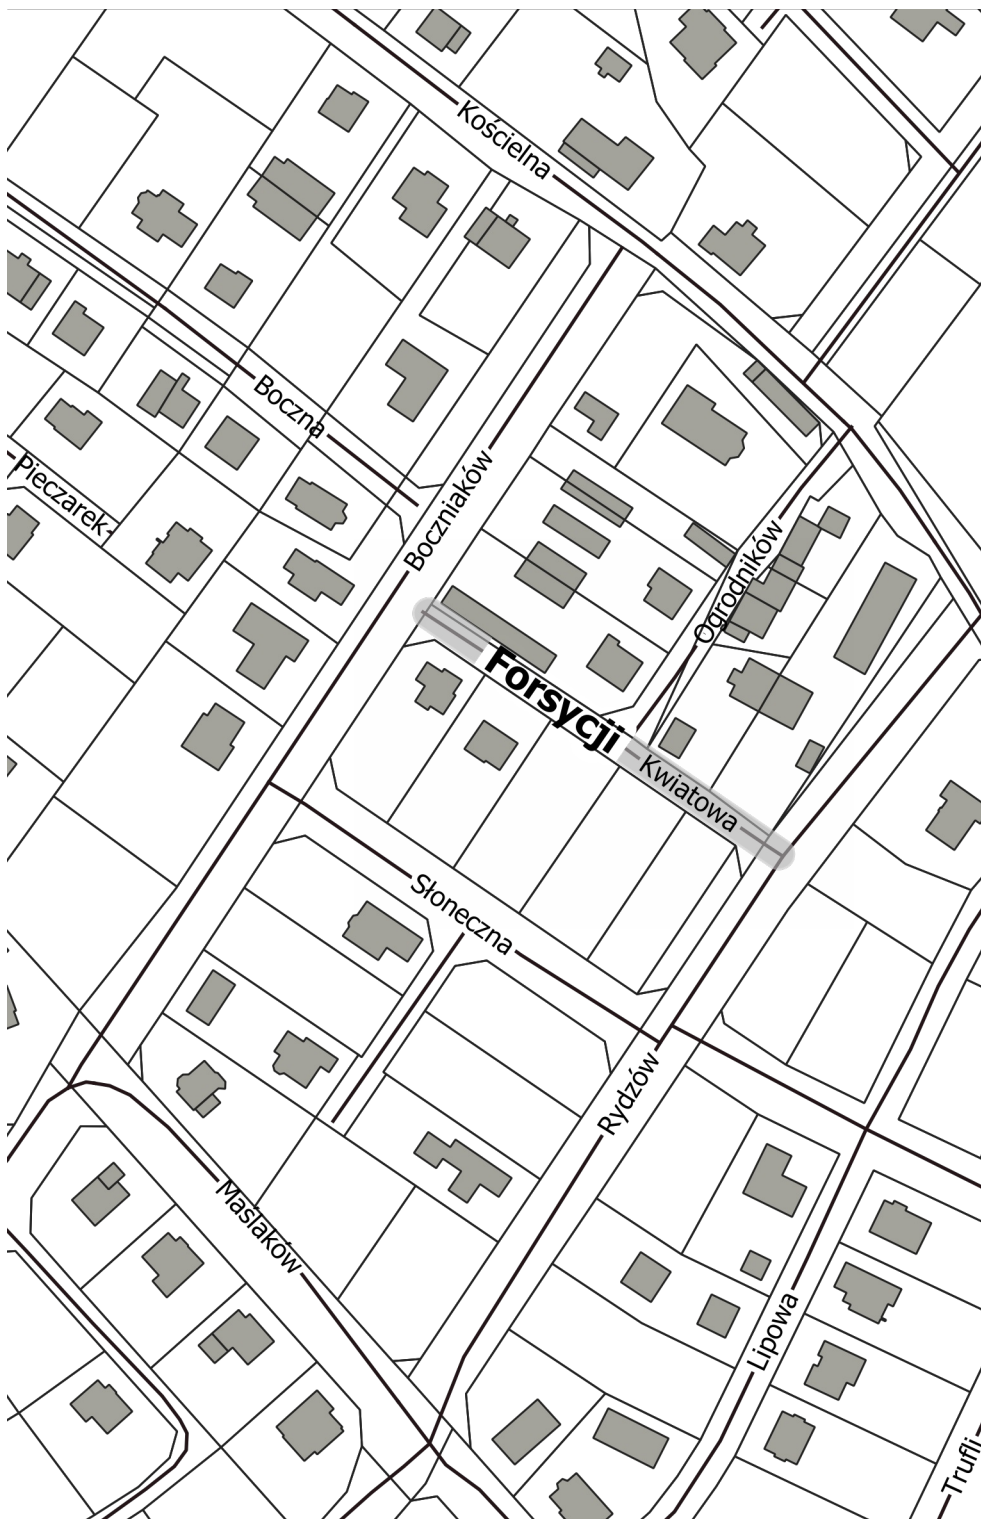 Kościelna
Boczna
Pieczarek
Boczniaków
Ogrodników
Forsycji
Kwiatowa
Słoneczna
Rydzów
Maślaków
Lipowa
Trufli